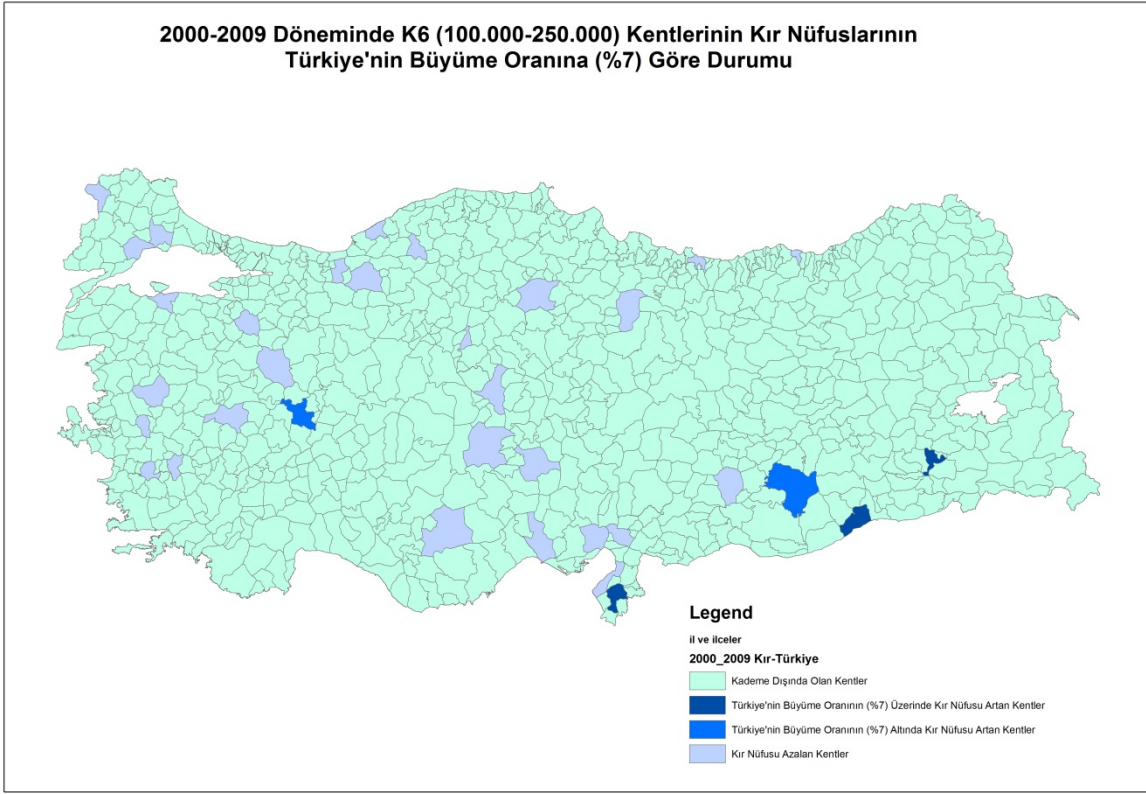 2000-2009 Döneminde K6 (100.000-250.000) Kentlerinin Kır Nüfuslarının
Türkiye'nin Büyüme Oranına (%7) Göre Durumu
Legend
il ve ilceler
2000_2009 Kır-Türkiye
Kademe Dışında Olan Kentler
Türkiye'nin Büyüme Oranının (%7) Üzerinde Kır Nüfusu Artan Kentler
Türkiye'nin Büyüme Oranının (%7) Altında Kır Nüfusu Artan Kentler
Kır Nüfusu Azalan Kentler